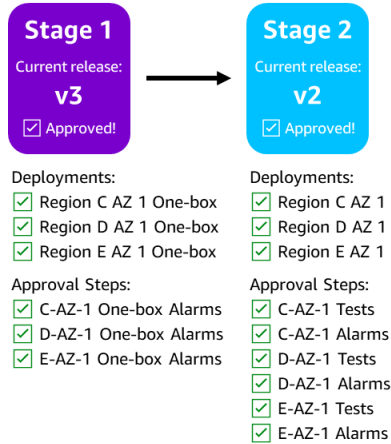 Stage 1
Current release:
v3
Approved!
Stage 2
Current release:
v2
Approved!
Deployments:
Region C AZ 1 One-box
Region D AZ 1 One-box
Region E AZ 1 One-box
Approval Steps:
C-AZ-1 One-box Alarms
D-AZ-1 One-box Alarms
E-AZ-1 One-box Alarms
Deployments:
Region C AZ 1
Region D AZ 1
Region E AZ 1
Approval Steps:
C-AZ-1 Tests
C-AZ-1 Alarms
D-AZ-1 Tests
D-AZ-1 Alarms
E-AZ-1 Tests
E-AZ-1 Alarms